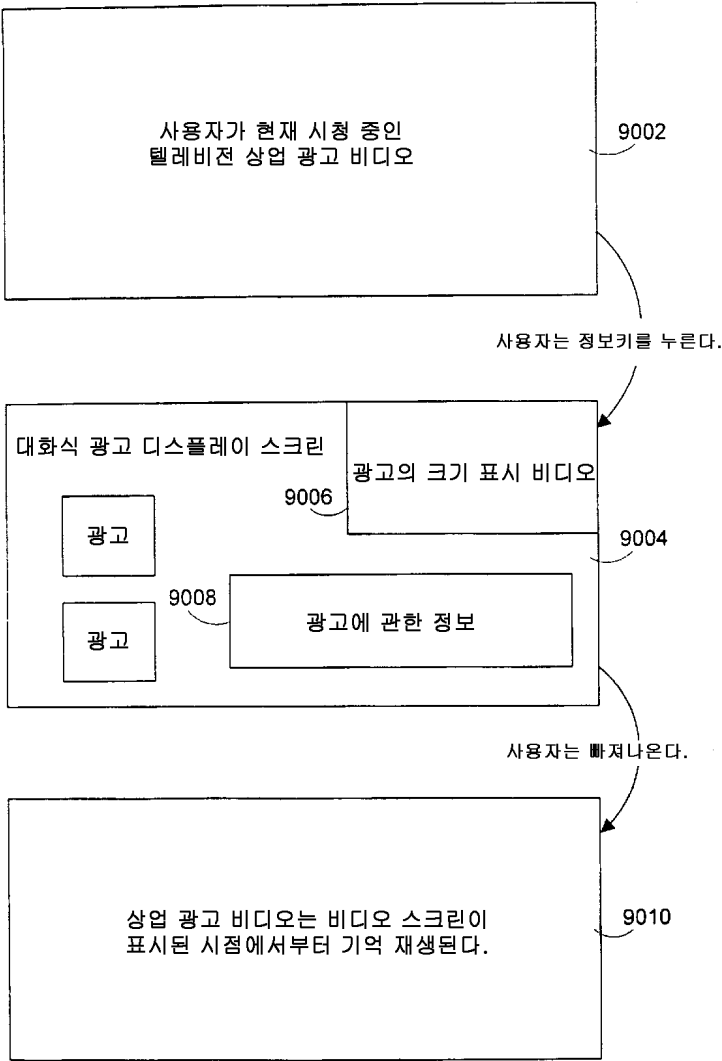 사용자가 현재 시청 중인
텔레비전 상업 광고 비디오
9002
사용자는 정보키를 누른다.
대화식 광고 디스플레이 스크린
광고의 크기 표시 비디오
9006
9004
광고
9008
광고에 관한 정보
광고
사용자는 빠져나온다.
상업 광고 비디오는 비디오 스크린이
표시된 시점에서부터 기억 재생된다.
9010